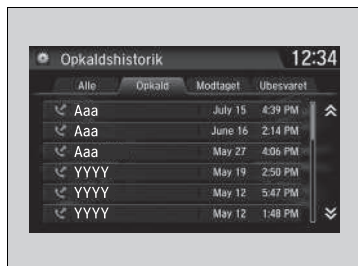 Opkaldshistorik 12:34
Alle Opkald Modtaget Ubesvaret
Aaa July 15 4:39 PM
Aaa June 16 2:14 PM
Aaa May 27 4:06 PM
YYYY May 19 2:50 PM
YYYY May 12 5:47 PM
YYYY May 12 1:48 PM